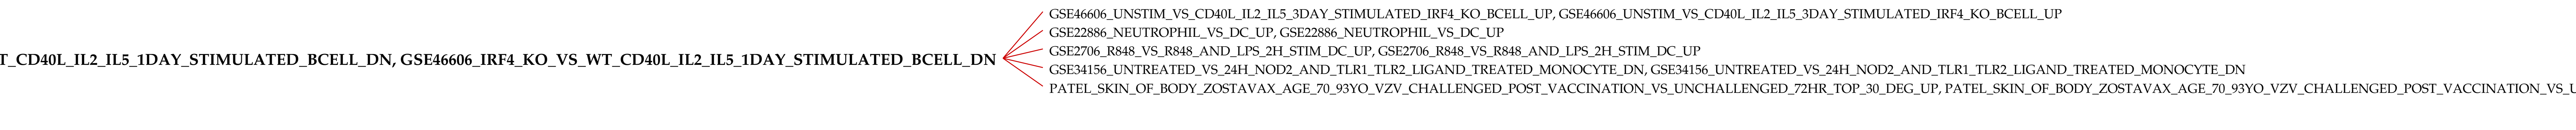 GSE46606_UNSTIM_VS_CD40L_IL2_IL5_3DAY_STIMULATED_IRF4_KO_BCELL_UP, GSE46606_UNSTIM_VS_CD40L_IL2_IL5_3DAY_STIMULATED_IRF4_KO_BCELL_UP
GSE22886_NEUTROPHIL_VS_DC_UP, GSE22886_NEUTROPHIL_VS_DC_UP
GSE2706_R848_VS_R848_AND_LPS_2H_STIM_DC_UP, GSE2706_R848_VS_R848_AND_LPS_2H_STIM_DC_UP
T_CD40L_IL2_IL5_1DAY_STIMULATED_BCELL_DN, GSE46606_IRF4_KO_VS_WT_CD40L_IL2_IL5_1DAY_STIMULATED_BCELL_DN
GSE34156_UNTREATED_VS_24H_NOD2_AND_TLR1_TLR2_LIGAND_TREATED_MONOCYTE_DN, GSE34156_UNTREATED_VS_24H_NOD2_AND_TLR1_TLR2_LIGAND_TREATED_MONOCYTE_DN
PATEL_SKIN_OF_BODY_ZOSTAVAX_AGE_70_93YO_VZV_CHALLENGED_POST_VACCINATION_VS_UNCHALLENGED_72HR_TOP_30_DEG_UP, PATEL_SKIN_OF_BODY_ZOSTAVAX_AGE_70_93YO_VZV_CHALLENGED_POST_VACCINATION_VS_U